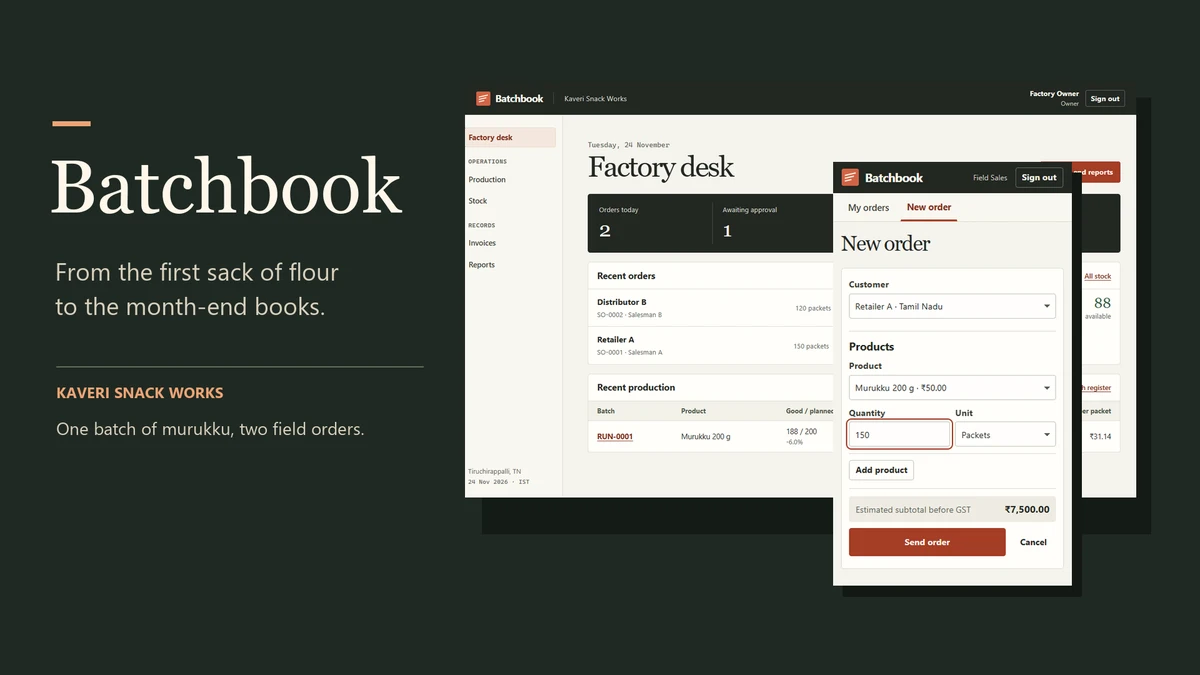 Batchbook
From the first sack of flour
to the month-end books.
KAVERI SNACK WORKS
One batch of murukku, two field orders.
Batchbook
Kaveri Snack Works
Factory Owner
Owner
Sign out
Factory desk
OPERATIONS
Production
Stock
RECORDS
Invoices
Reports
Tiruchirappalli, TN
24 Nov 2026 · IST
Tuesday, 24 November
Factory desk
nd reports
Orders today
2
Awaiting approval
1
Recent orders
All stock
Distributor B
SO-0002 · Salesman B
120 packets
88
available
Retailer A
SO-0001 · Salesman A
150 packets
Recent production
h register
Batch Product Good / planned er packet
RUN-0001 Murukku 200 g 188 / 200 ₹31.14
-6.0%
Batchbook
Field Sales
Sign out
My orders
New order
New order
Customer
Retailer A · Tamil Nadu
Products
Product
Murukku 200 g · ₹50.00
Quantity Unit
150 Packets
Add product
Estimated subtotal before GST ₹7,500.00
Send order
Cancel